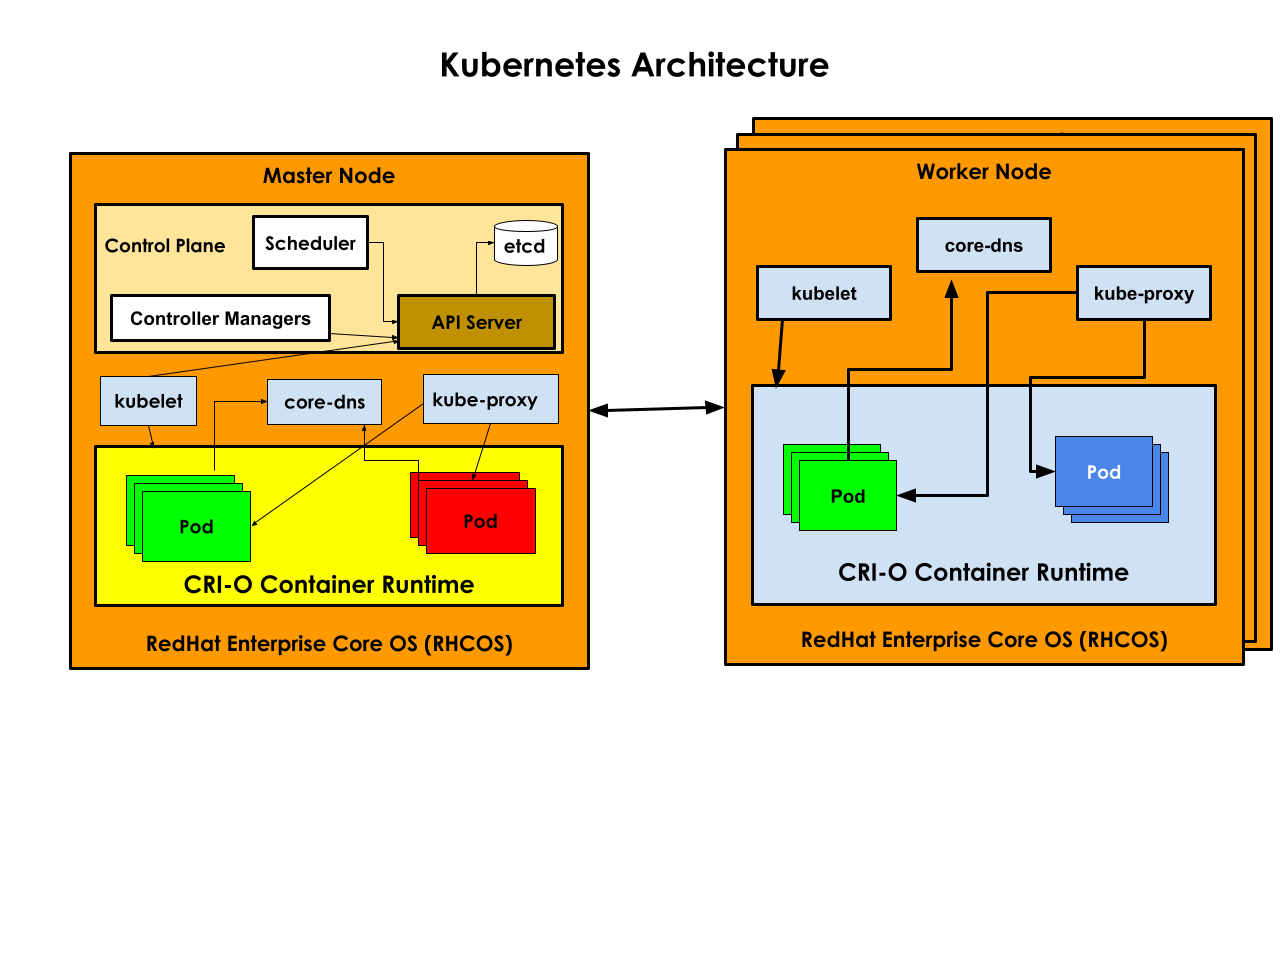 Kubernetes Architecture
Master Node
Control Plane
Scheduler
etcd
Controller Managers
API Server
kubelet
core-dns
kube-proxy
Pod
Pod
CRI-O Container Runtime
RedHat Enterprise Core OS (RHCOS)
Worker Node
core-dns
kubelet
kube-proxy
Pod
Pod
CRI-O Container Runtime
RedHat Enterprise Core OS (RHCOS)